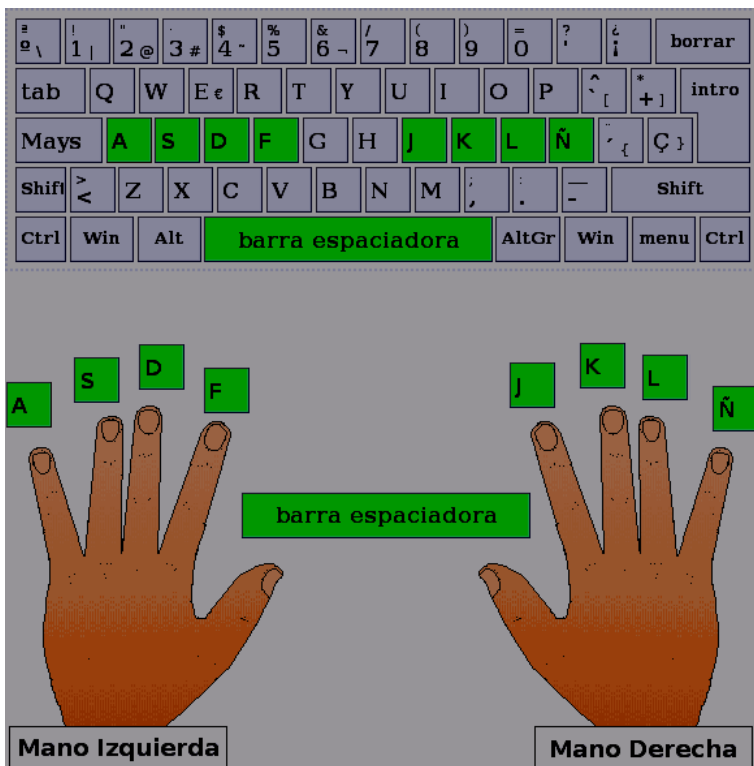 ª º \ ! 1 | " 2 @ · 3 # $ 4 ~ % 5 & 6 ¬ / 7 ( 8 ) 9 = 0 ? ' ¿ ¡ borrar
tab Q W E € R T Y U I O P ^ ` [ * + ] intro
Mays A S D F G H J K L Ñ ¨ ´ { Ç }
Shift > < Z X C V B N M ; , : . _ - Shift
Ctrl Win Alt barra espaciadora AltGr Win menu Ctrl
A S D F J K L Ñ
barra espaciadora
Mano Izquierda Mano Derecha